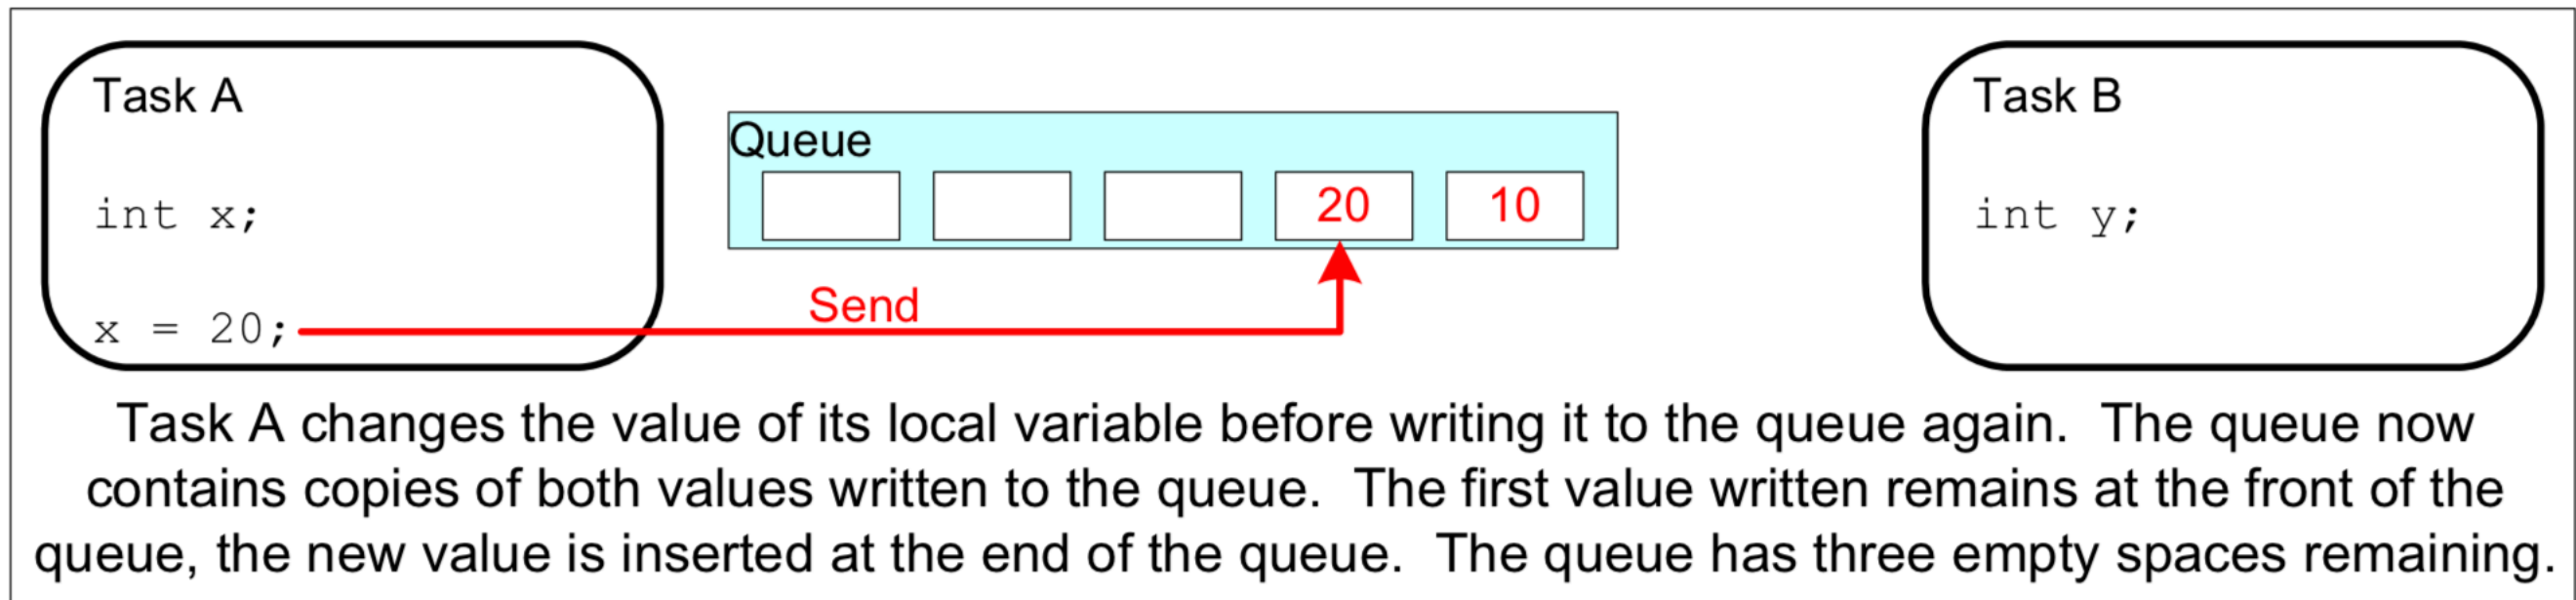 Task A
int x;
x = 20;
Queue
20
10
Send
Task B
int y;
Task A changes the value of its local variable before writing it to the queue again.  The queue now
contains copies of both values written to the queue.  The first value written remains at the front of the
queue, the new value is inserted at the end of the queue.  The queue has three empty spaces remaining.